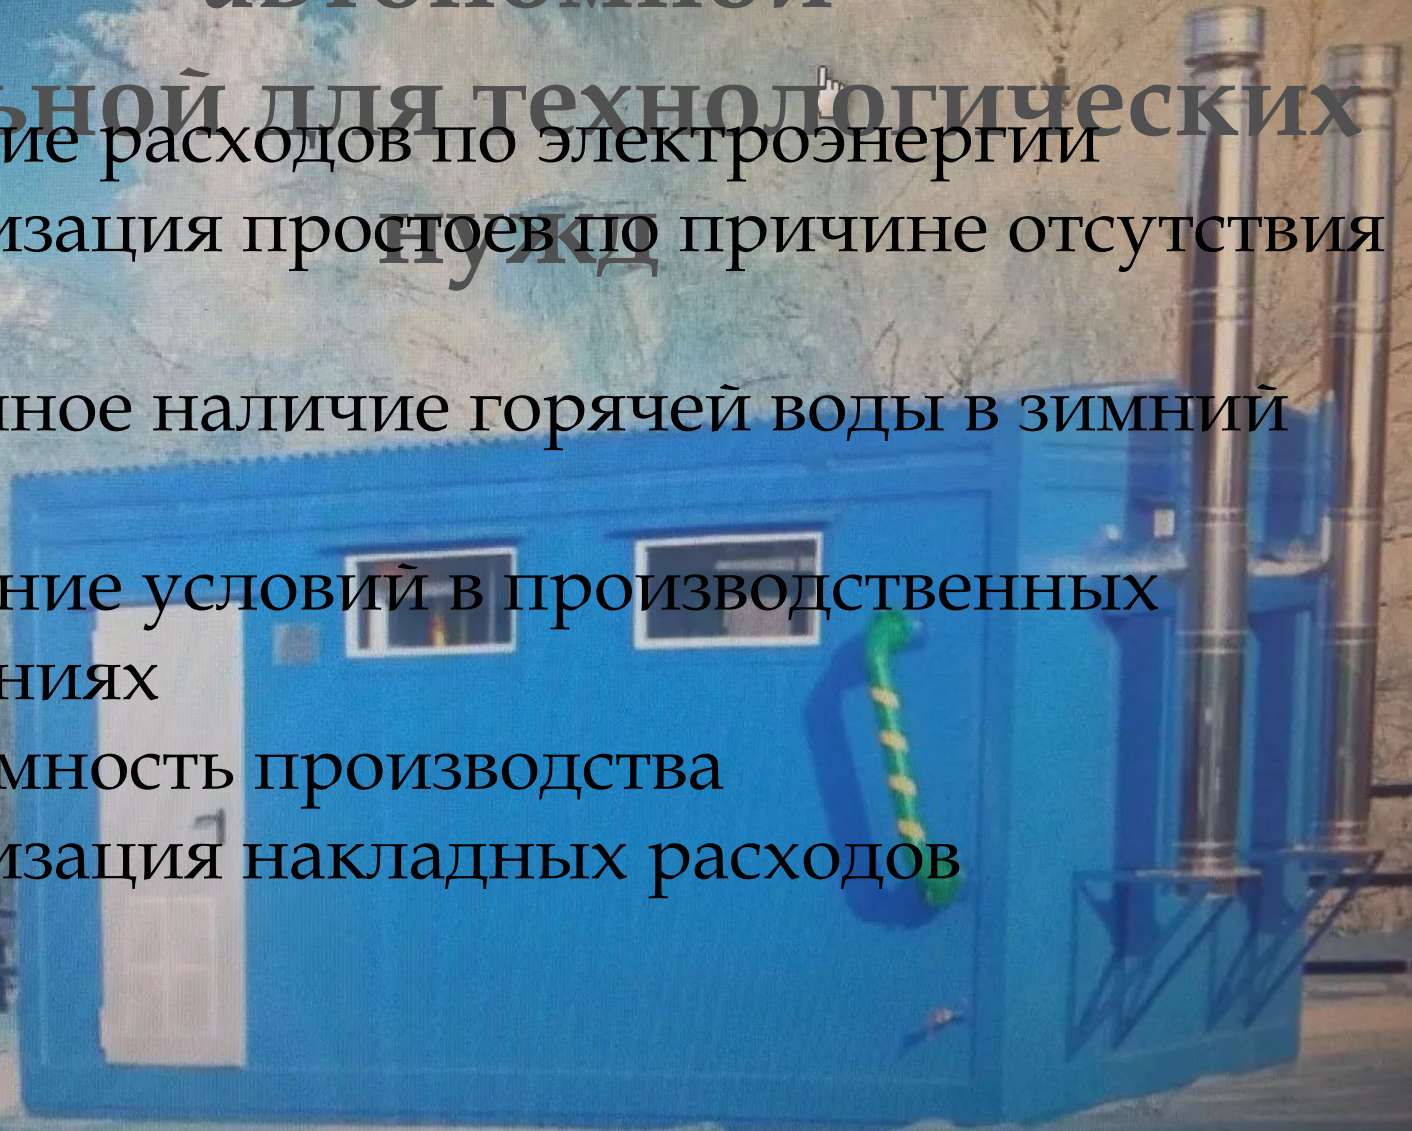 автономной
ьной для технологических
ие расходов по электроэнергии
нужд
изация простоев по причине отсутствия
нное наличие горячей воды в зимний
ние условий в производственных
ниях
мность производства
изация накладных расходов